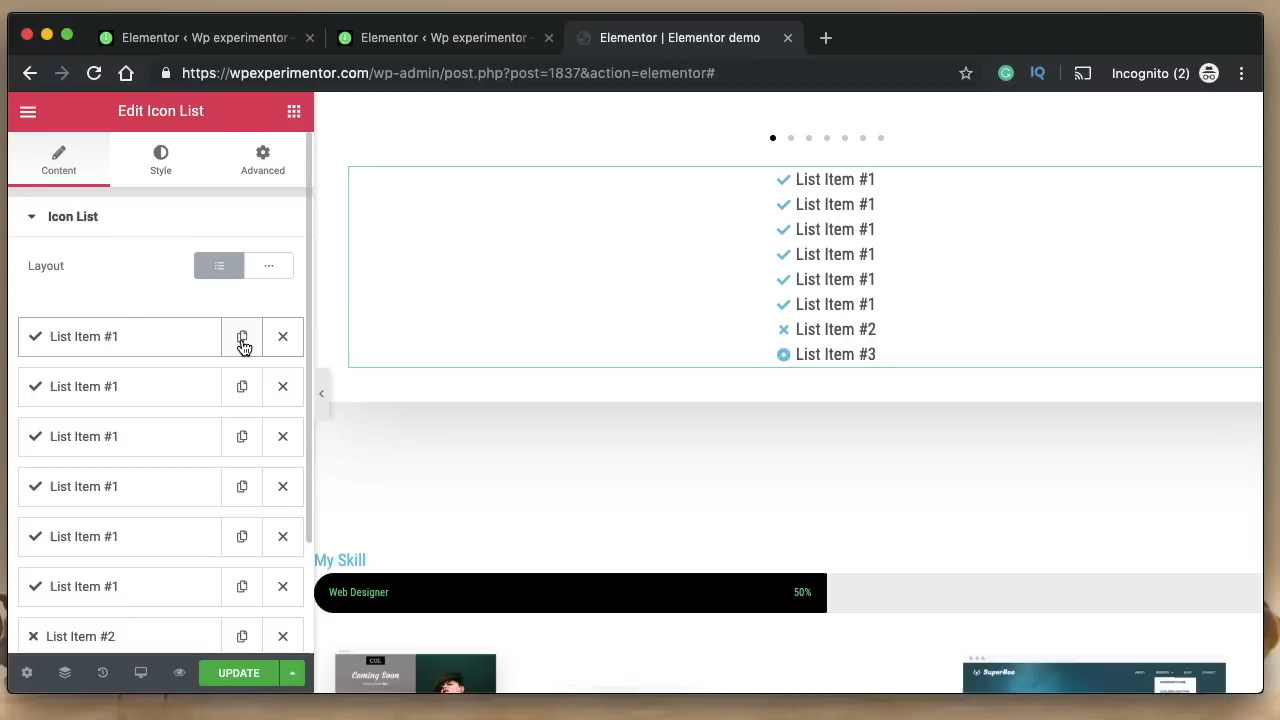 Elementor ‹ Wp experimentor -
Elementor ‹ Wp experimentor -
Elementor | Elementor demo
https://wpexperimentor.com/wp-admin/post.php?post=1837&action=elementor#
IQ
Incognito (2)
Edit Icon List
Content
Style
Advanced
Icon List
Layout
List Item #1
List Item #1
List Item #1
List Item #1
List Item #1
List Item #1
List Item #2
UPDATE
List Item #1
List Item #1
List Item #1
List Item #1
List Item #1
List Item #1
List Item #2
List Item #3
My Skill
Web Designer
50%
COL
Coming Soon
SuperBoo